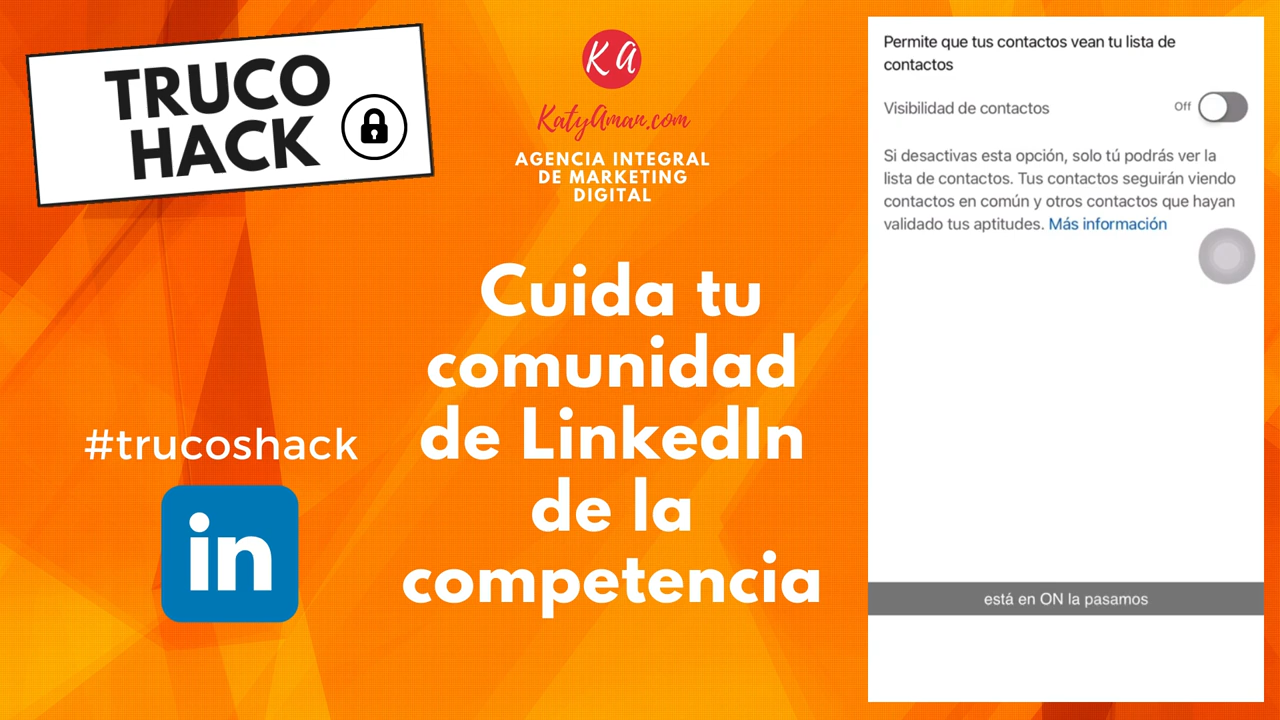 TRUCO
HACK
K A
KatyAman.com
AGENCIA INTEGRAL
DE MARKETING
DIGITAL
Cuida tu
comunidad
de LinkedIn
de la
competencia
#trucoshack
in
Permite que tus contactos vean tu lista de
contactos
Visibilidad de contactos
Off
Si desactivas esta opción, solo tú podrás ver la
lista de contactos. Tus contactos seguirán viendo
contactos en común y otros contactos que hayan
validado tus aptitudes. Más información
está en ON la pasamos